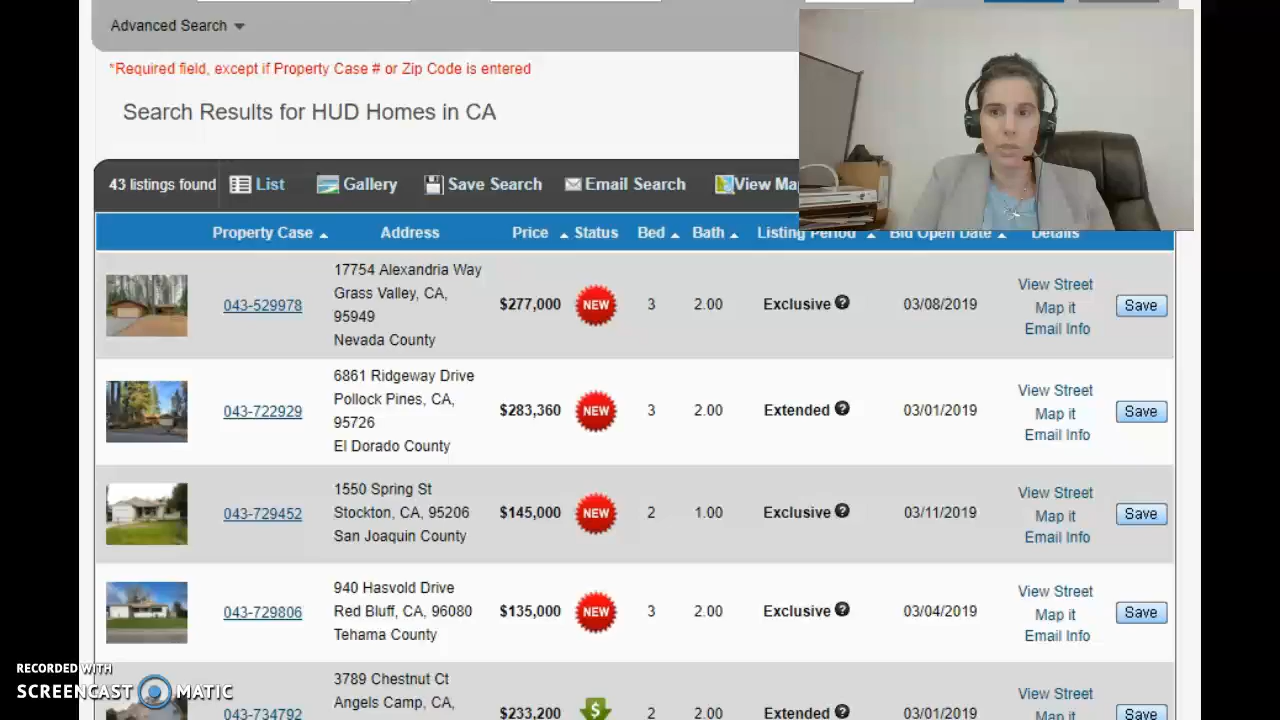 Advanced Search
*Required field, except if Property Case # or Zip Code is entered
Search Results for HUD Homes in CA
43 listings found List Gallery Save Search Email Search View Ma
Property Case Address Price Status Bed Bath Listing Period Bid Open Date Details
17754 Alexandria Way
Grass Valley, CA,
95949
Nevada County
043-529978 $277,000 NEW 3 2.00 Exclusive ? 03/08/2019
View Street
Map it
Email Info
Save
6861 Ridgeway Drive
Pollock Pines, CA,
95726
El Dorado County
043-722929 $283,360 NEW 3 2.00 Extended ? 03/01/2019
View Street
Map it
Email Info
Save
1550 Spring St
Stockton, CA, 95206
San Joaquin County
043-729452 $145,000 NEW 2 1.00 Exclusive ? 03/11/2019
View Street
Map it
Email Info
Save
940 Hasvold Drive
Red Bluff, CA, 96080
Tehama County
043-729806 $135,000 NEW 3 2.00 Exclusive ? 03/04/2019
View Street
Map it
Email Info
Save
3789 Chestnut Ct
Angels Camp, CA,
043-734792 $233,200 $ 2 2.00 Extended ? 03/01/2019
View Street
Map it
Save
RECORDED WITH
SCREENCAST MATIC